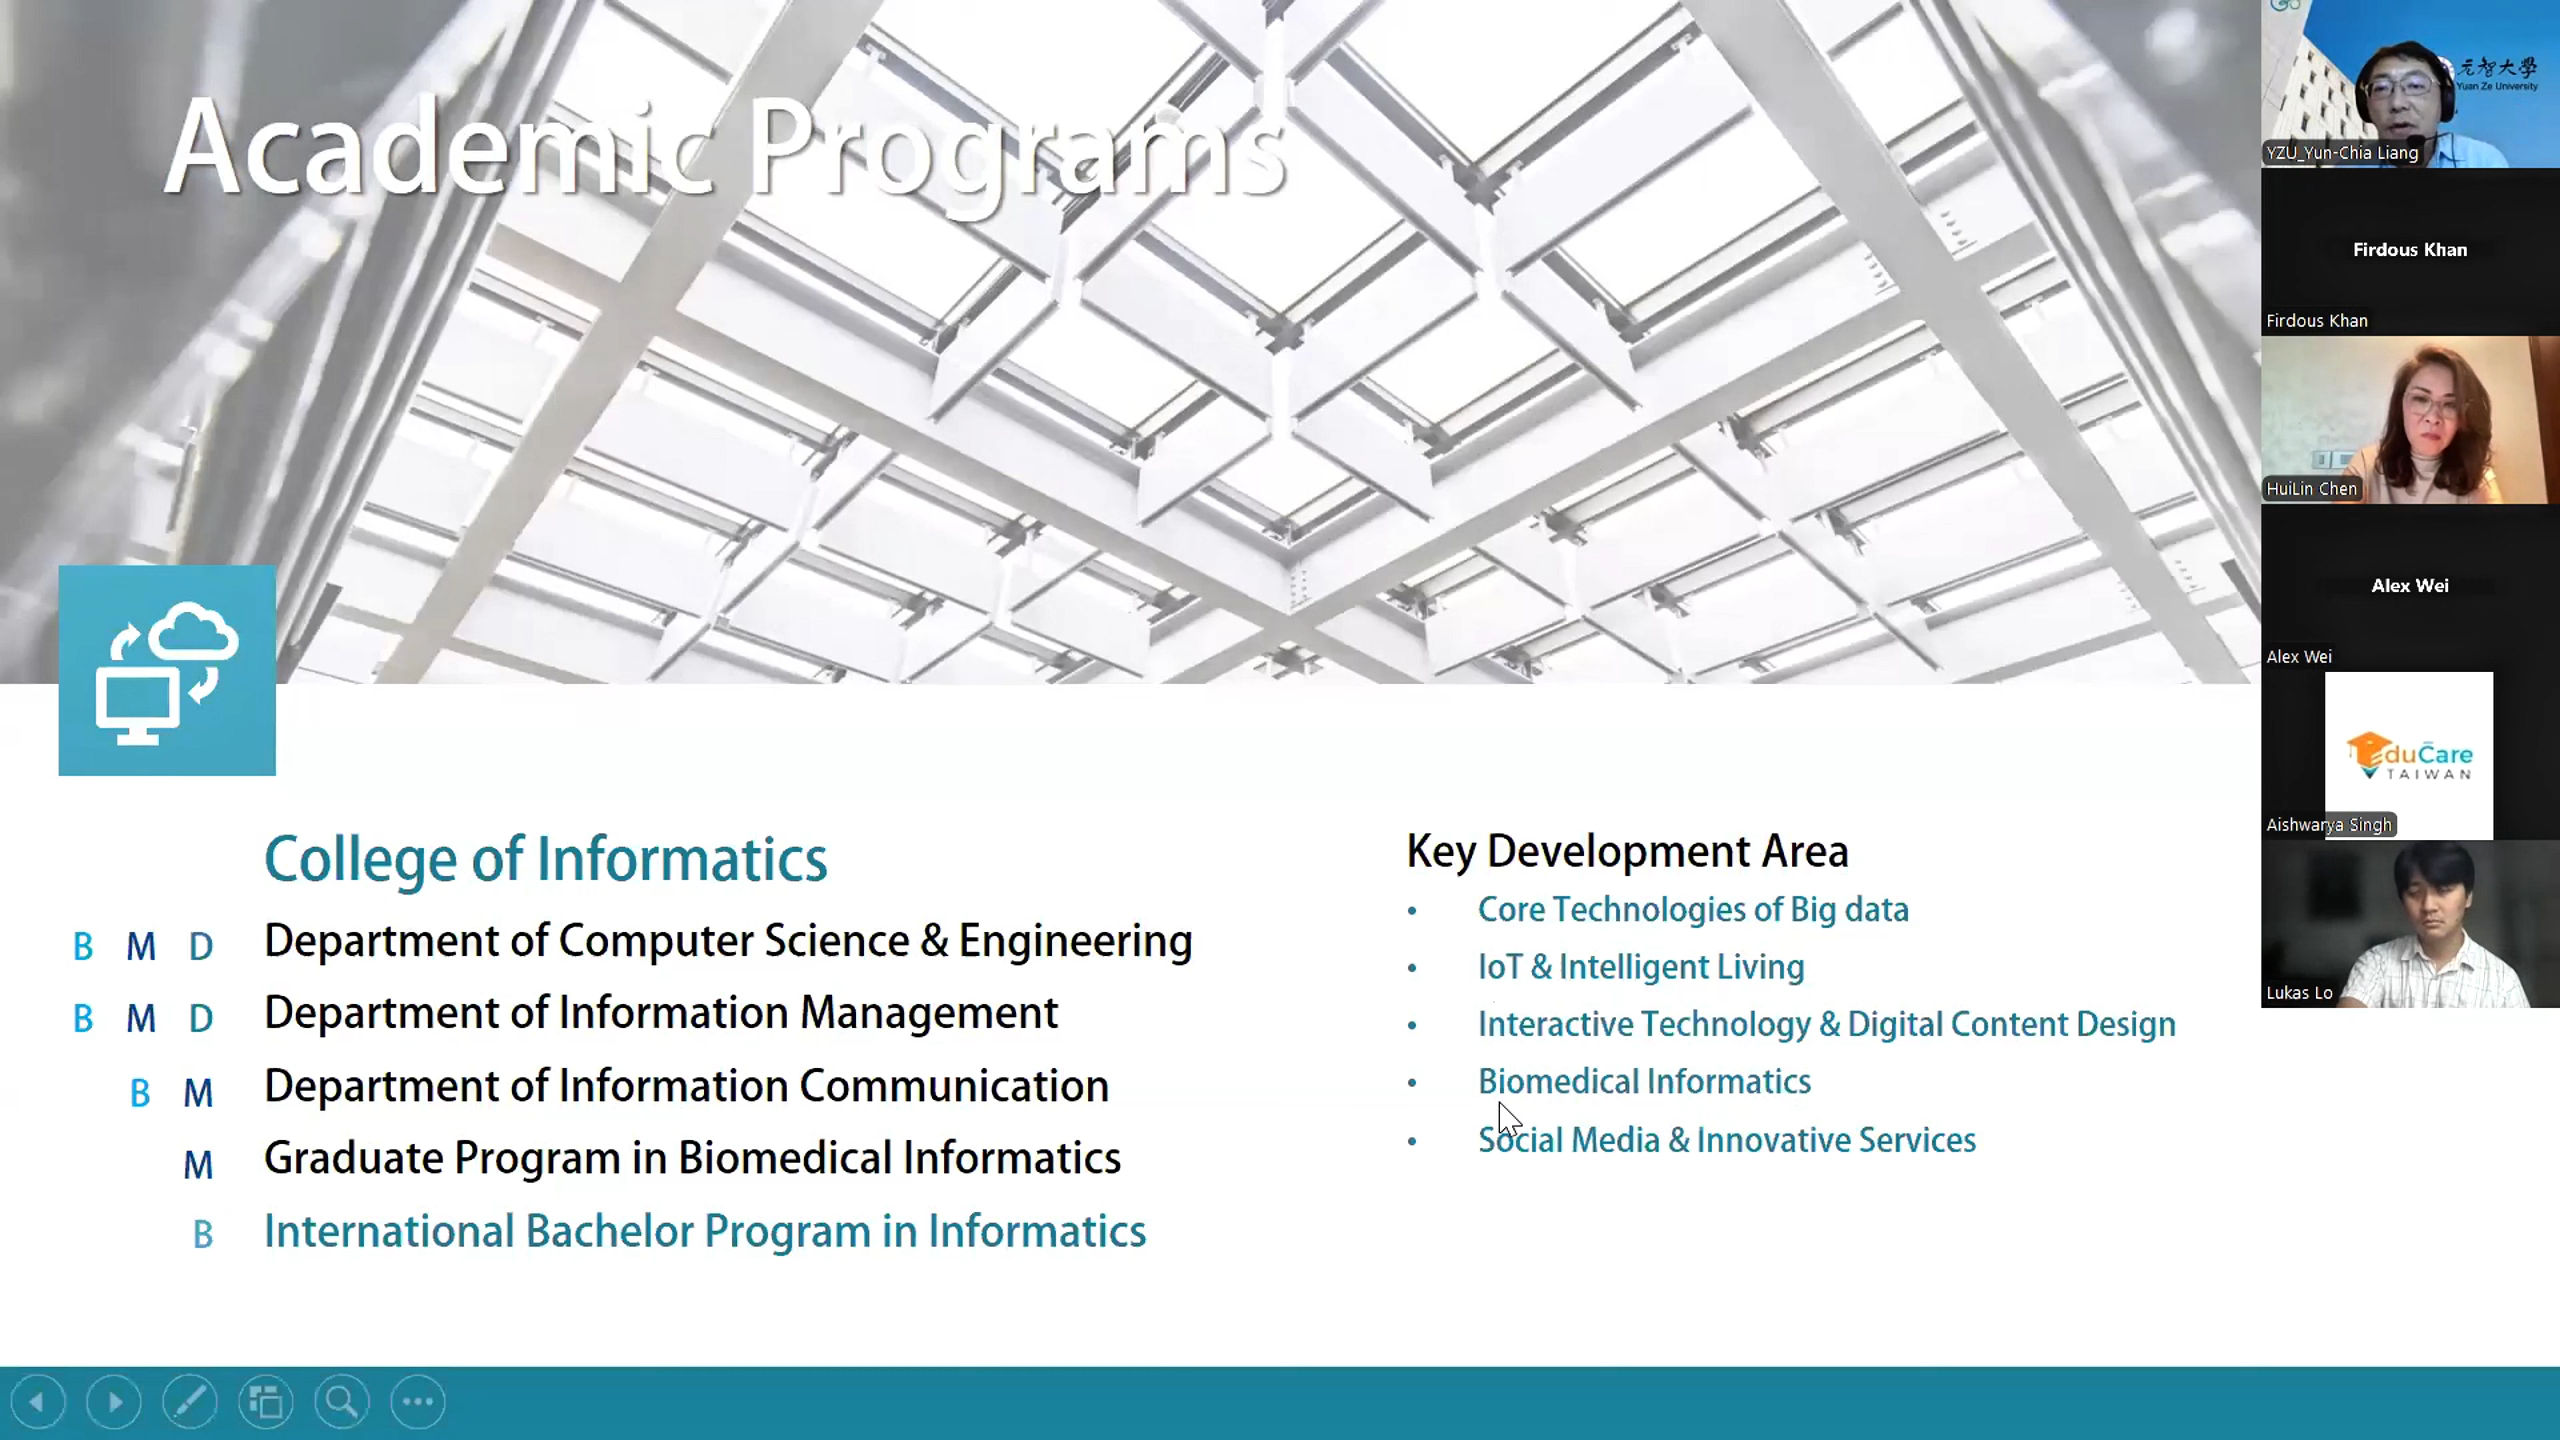 Academic Programs
College of Informatics
B M D Department of Computer Science & Engineering
B M D Department of Information Management
B M Department of Information Communication
M Graduate Program in Biomedical Informatics
B International Bachelor Program in Informatics
Key Development Area
• Core Technologies of Big data
• IoT & Intelligent Living
• Interactive Technology & Digital Content Design
• Biomedical Informatics
• Social Media & Innovative Services
元智大學
Yuan Ze University
YZU_Yun-Chia Liang
Firdous Khan
Firdous Khan
HuiLin Chen
Alex Wei
Alex Wei
EduCare
TAIWAN
Aishwarya Singh
Lukas Lo